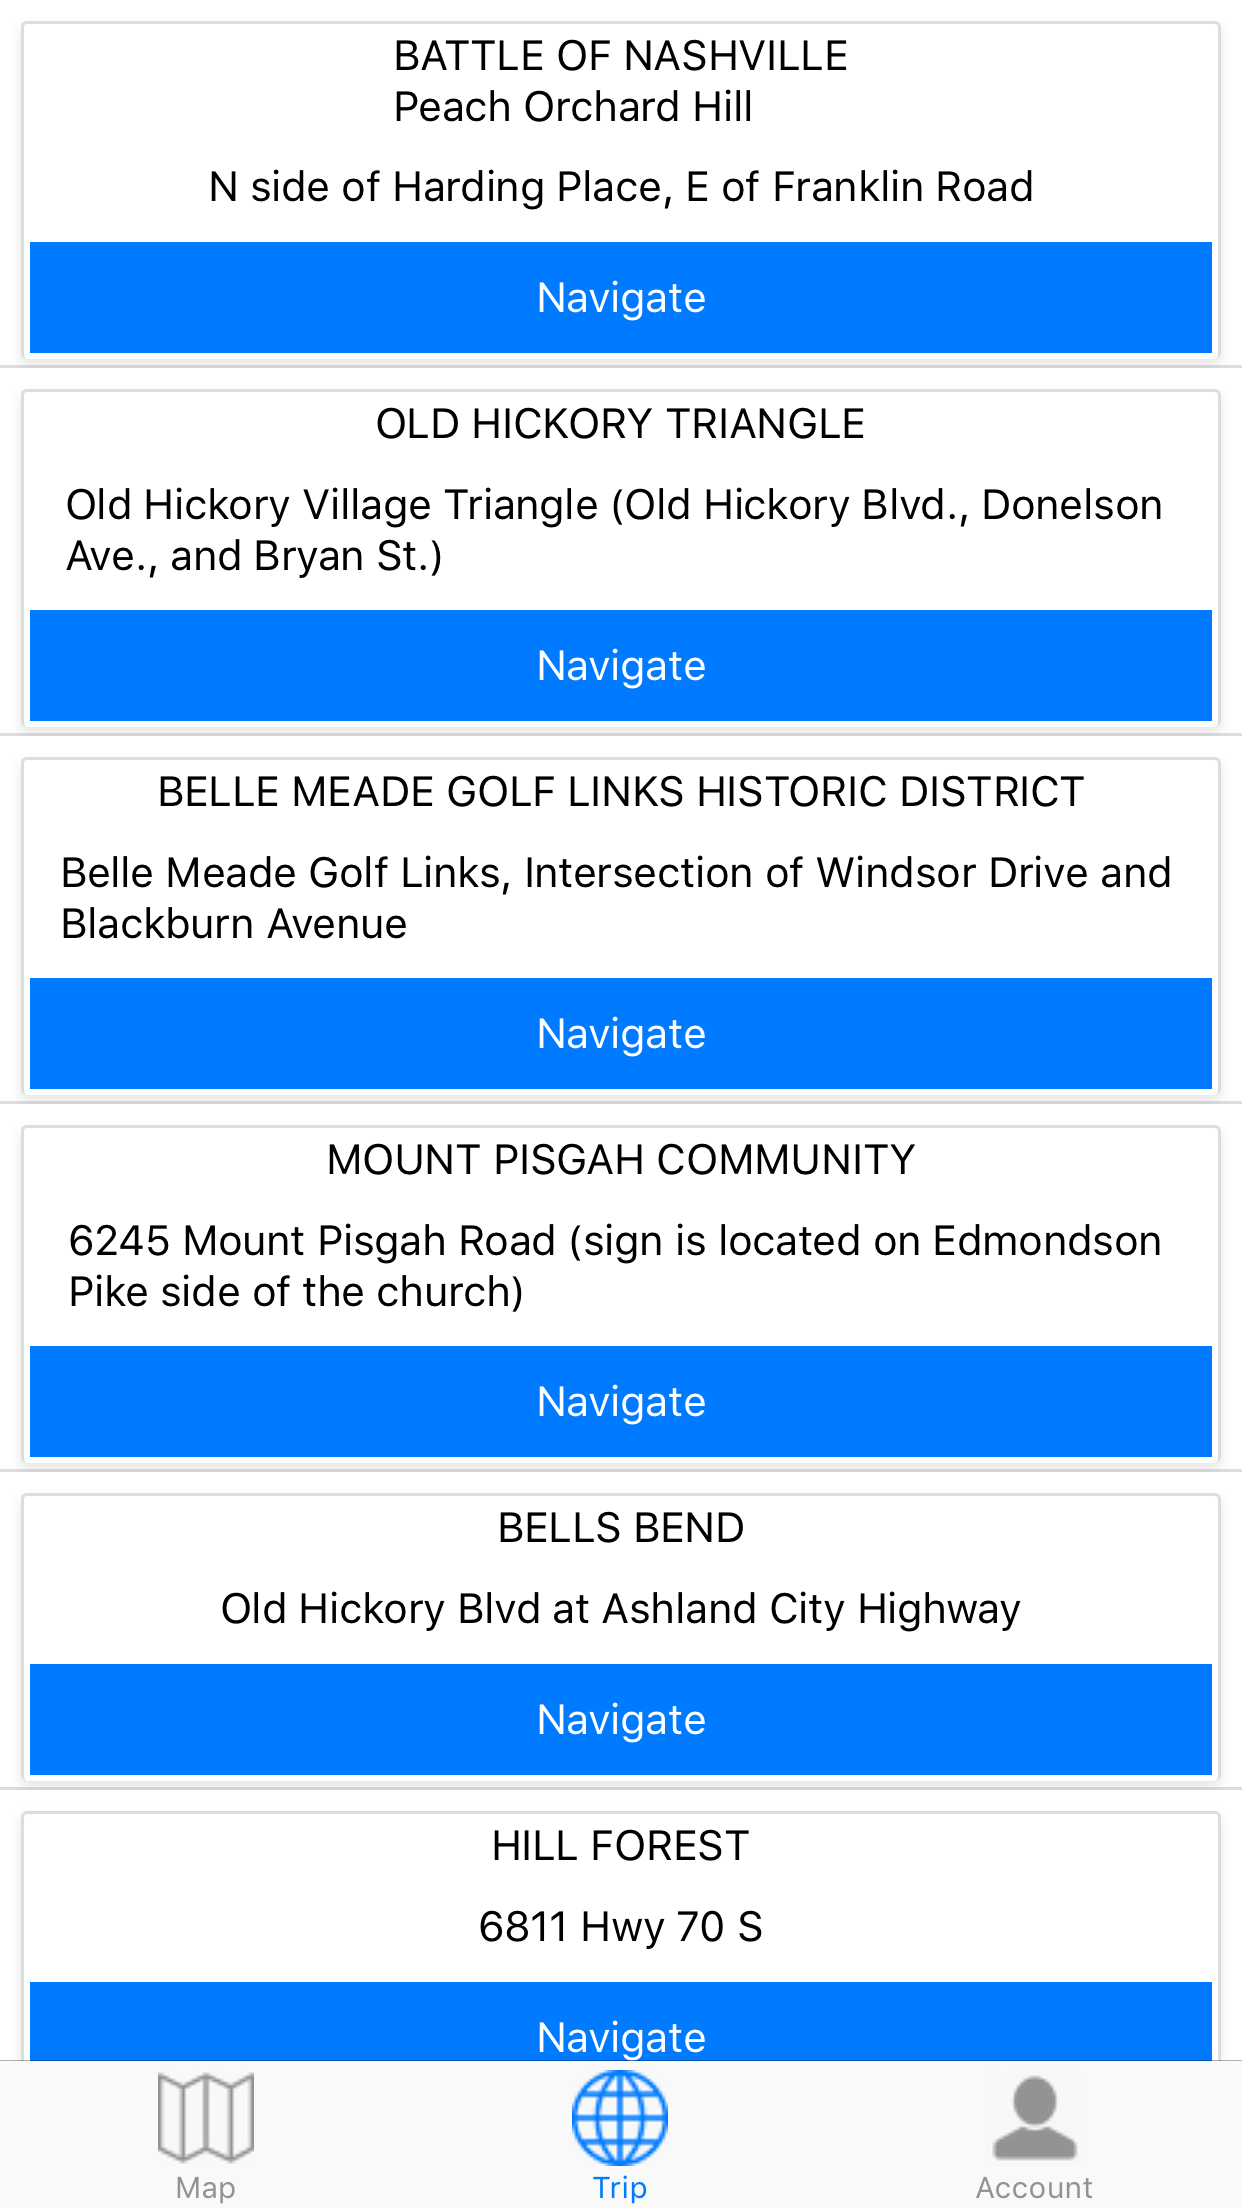 BATTLE OF NASHVILLE
Peach Orchard Hill
N side of Harding Place, E of Franklin Road
Navigate
OLD HICKORY TRIANGLE
Old Hickory Village Triangle (Old Hickory Blvd., Donelson
Ave., and Bryan St.)
Navigate
BELLE MEADE GOLF LINKS HISTORIC DISTRICT
Belle Meade Golf Links, Intersection of Windsor Drive and
Blackburn Avenue
Navigate
MOUNT PISGAH COMMUNITY
6245 Mount Pisgah Road (sign is located on Edmondson
Pike side of the church)
Navigate
BELLS BEND
Old Hickory Blvd at Ashland City Highway
Navigate
HILL FOREST
6811 Hwy 70 S
Navigate
Map
Trip
Account